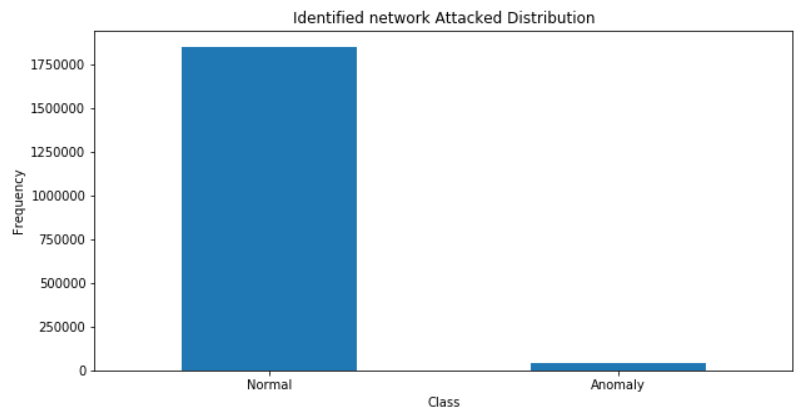 Identified network Attacked Distribution
1750000
1500000
1250000
1000000
750000
500000
250000
0
Frequency
Normal
Anomaly
Class